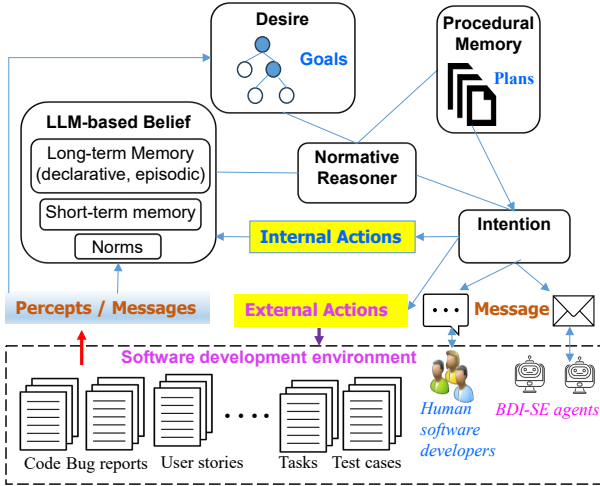 Desire
Goals
Procedural
Memory
Plans
LLM-based Belief
Long-term Memory
(declarative, episodic)
Short-term memory
Norms
Normative
Reasoner
Intention
Internal Actions
Percepts / Messages
External Actions
Message
Software development environment
Human
software
developers
BDI-SE agents
Code Bug reports
User stories
Tasks
Test cases